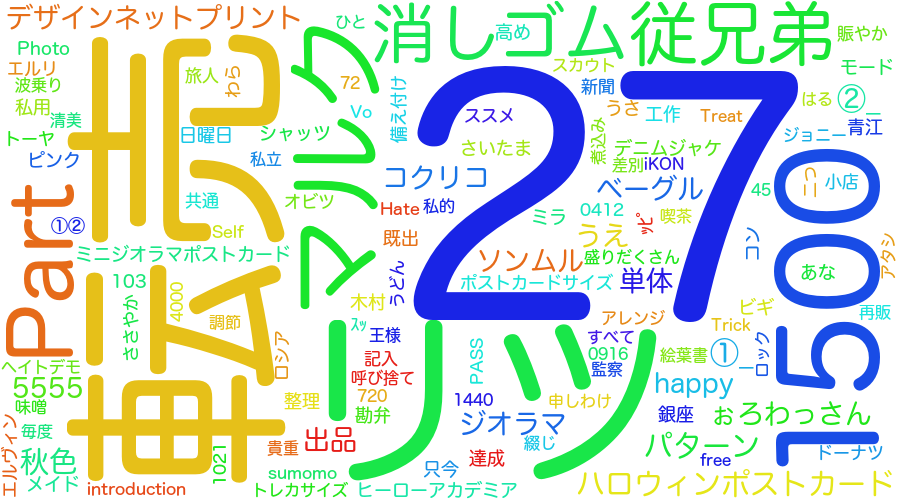 デザインネットプリント
ひと
消しゴム
高め
従兄弟
賑やか
Photo
エルリ
波乗り
私用
清美
トーヤ
ピンク
転売
旅人
わら
72
マルク
備え付け
Vo
27
スカウト
新聞
うさ
工作
Treat
モード
はる
②
一
青江
ジョニー
日曜日
シャッツ
私立
オビツ
共通
Self
ススメ
さいたま
煮込み
デニムジャケ
差別
iKON
コクリコ
ベーグル
45
こつ
小店
1500
Part
①②
Hate
私的
ミラ
0412
ッピ
喫茶
うえ
既出
ソンムル
盛りだくさん
コン
あな
アタシ
ミニジオラマポストカード
103
4000
ささやか
調節
ロシア
うどん
木村
ポストカードサイズ
単体
ビギ
再販
Trick
アレンジ
リッツ
スッ
王様
すべて
0916
監察
絵葉書
①
ーロック
記入
呼び捨て
720
勘弁
PASS
1440
申しわけ
happy
ヘイトデモ
5555
味噌
毎度
エルヴィン
秋色
メイド
introduction
1021
整理
貴重
出品
sumomo
トレカサイズ
ジオラマ
綴じ
達成
只今
ヒーローアカデミア
銀座
ぉろわっさん
パターン
free
ドーナツ
ハロウィンポストカード